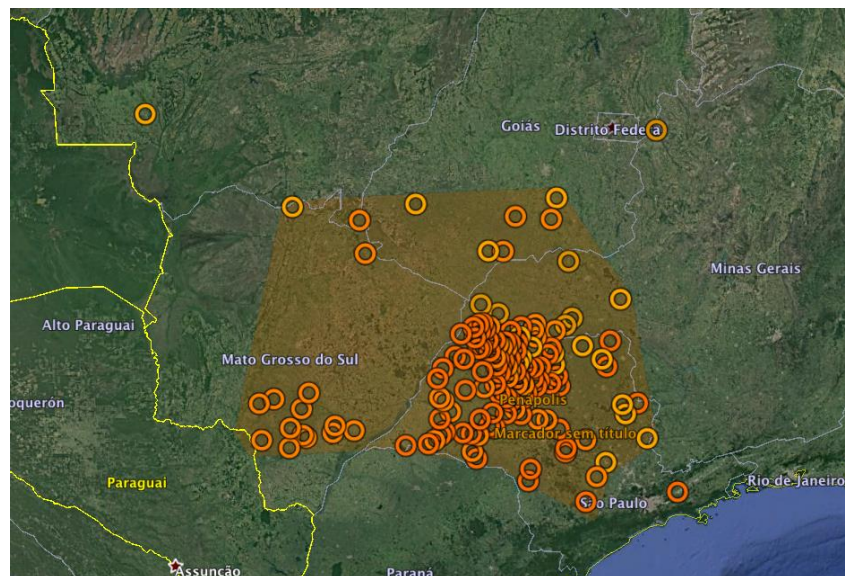 Goiás
Distrito Federa
Minas Gerais
Alto Paraguai
Mato Grosso do Sul
oquerón
Penápolis
Marcador sem título
Paraguai
Rio de Janeiro
São Paulo
Assunção
Paraná